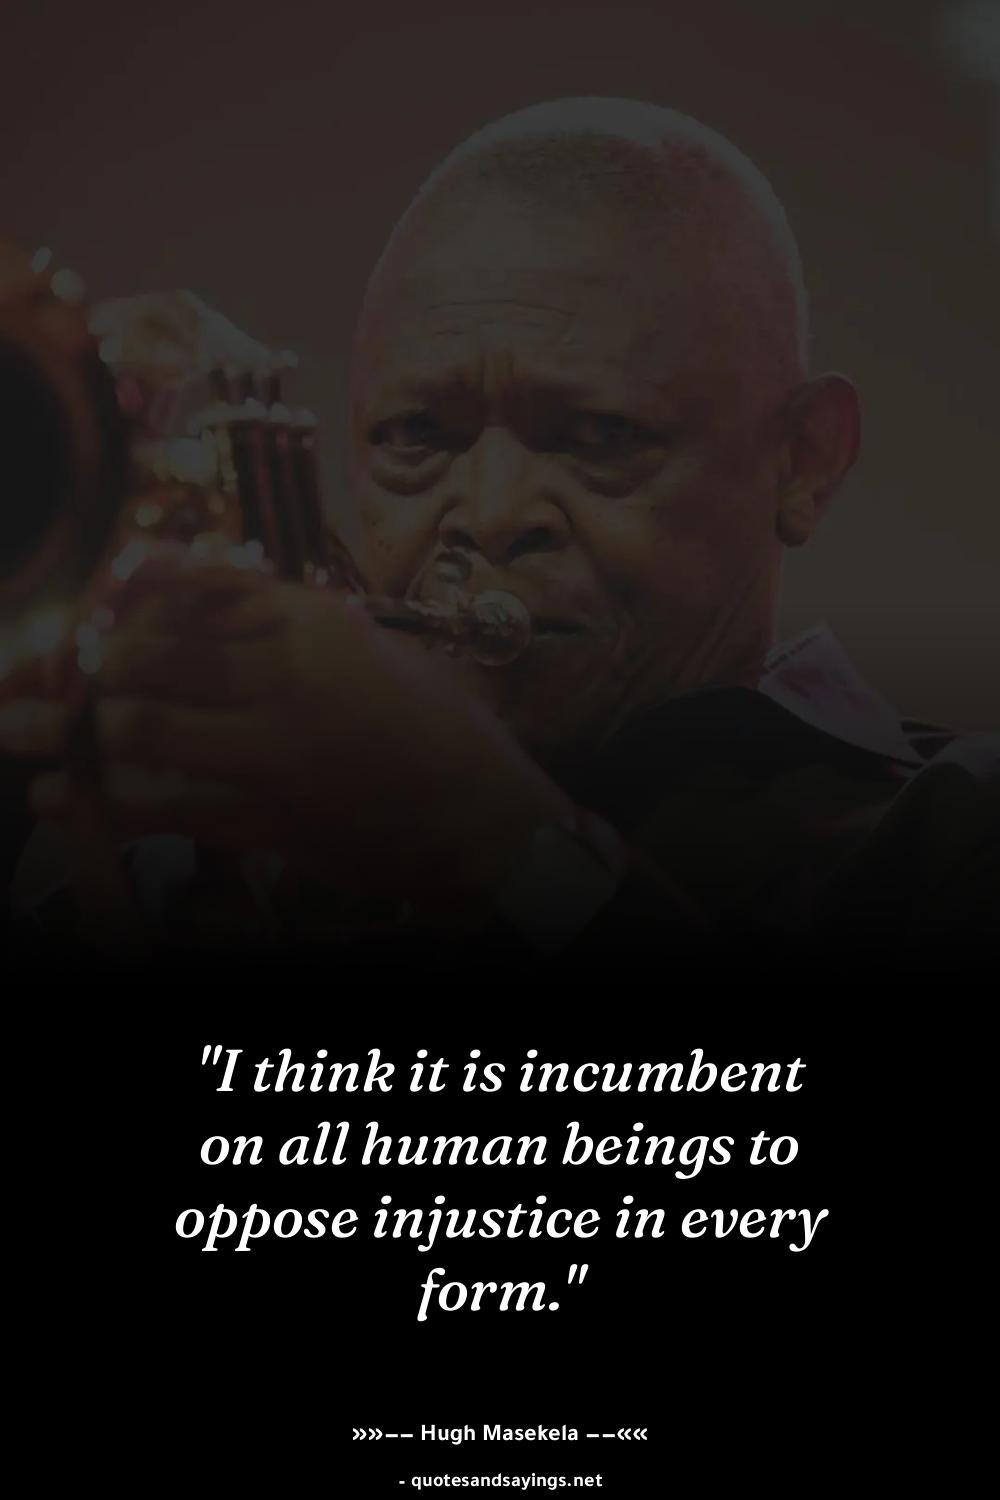 "I think it is incumbent
on all human beings to
oppose injustice in every
form."
»»−− Hugh Masekela −−««
- quotesandsayings.net